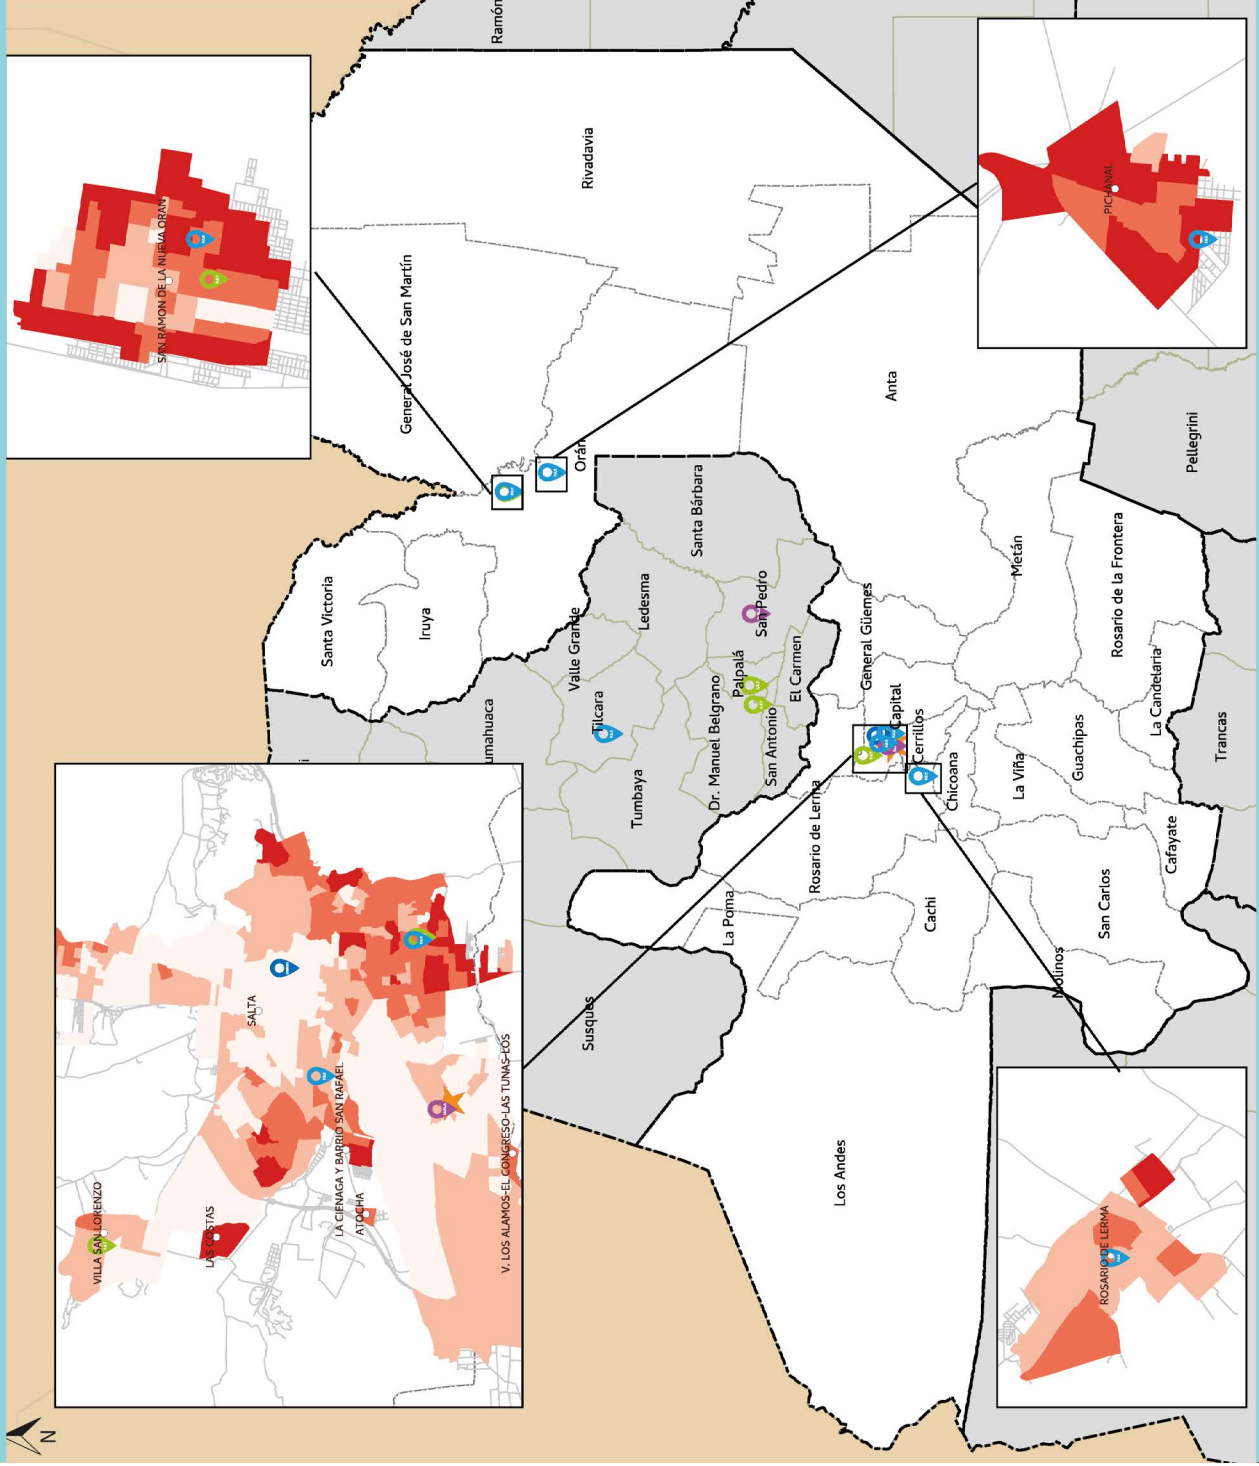 N
VILLA SAN LORENZO
LAS COSTAS
SALTA
LA CIENAGA Y BARRIO SAN RAFAEL
ATOCHA
V. LOS ALAMOS-EL CONGRESO-LAS TUNAS-LOS
SAN RAMON DE LA NUEVA ORAN
PICHANAL
ROSARIO DE LERMA
Ramón
Rivadavia
General José de San Martín
Orán
Santa Victoria
Iruya
umahuaca
Valle Grande
Tilcara
Tumbaya
Ledesma
Santa Bárbara
San Pedro
Palpalá
Dr. Manuel Belgrano
San Antonio
El Carmen
Susques
La Poma
Rosario de Lerma
General Güemes
Capital
Cerrillos
Chicoana
Anta
Metán
La Viña
Guachipas
Rosario de la Frontera
La Candelaria
Cachi
Molinos
San Carlos
Cafayate
Los Andes
Pellegrini
Trancas